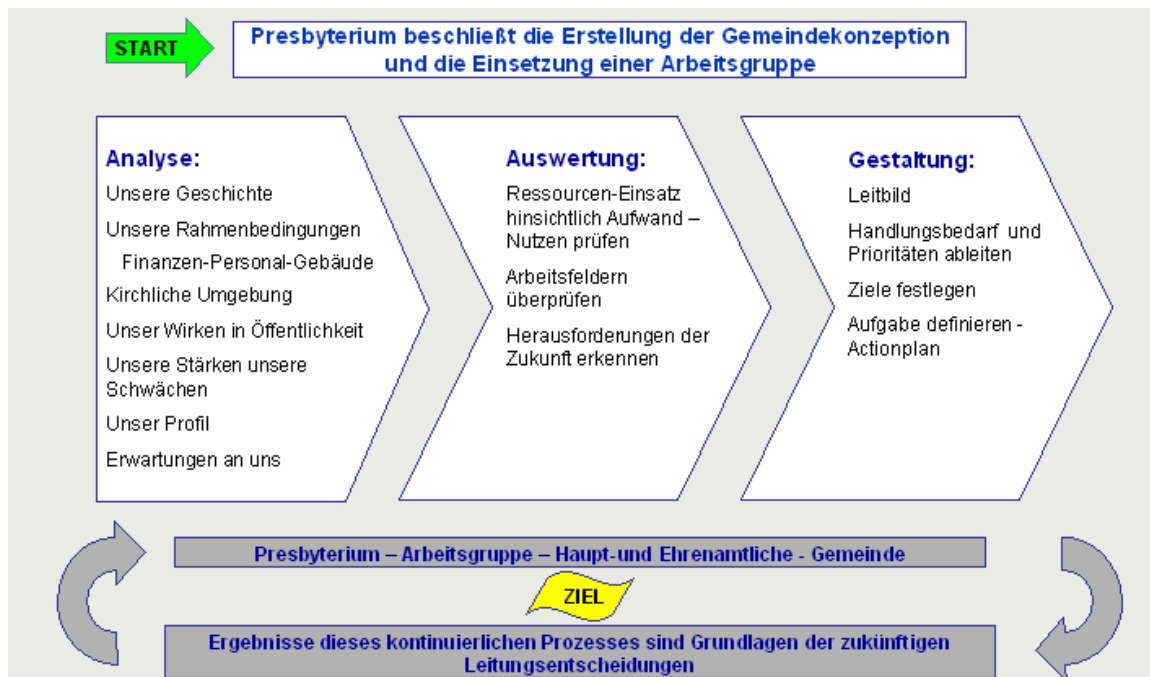 START
Presbyterium beschließt die Erstellung der Gemeindekonzeption
und die Einsetzung einer Arbeitsgruppe
Analyse:
Unsere Geschichte
Unsere Rahmenbedingungen
Finanzen-Personal-Gebäude
Kirchliche Umgebung
Unser Wirken in Öffentlichkeit
Unsere Stärken unsere
Schwächen
Unser Profil
Erwartungen an uns
Auswertung:
Ressourcen-Einsatz
hinsichtlich Aufwand –
Nutzen prüfen
Arbeitsfeldern
überprüfen
Herausforderungen der
Zukunft erkennen
Gestaltung:
Leitbild
Handlungsbedarf und
Prioritäten ableiten
Ziele festlegen
Aufgabe definieren -
Actionplan
Presbyterium – Arbeitsgruppe – Haupt-und Ehrenamtliche - Gemeinde
ZIEL
Ergebnisse dieses kontinuierlichen Prozesses sind Grundlagen der zukünftigen
Leitungsentscheidungen